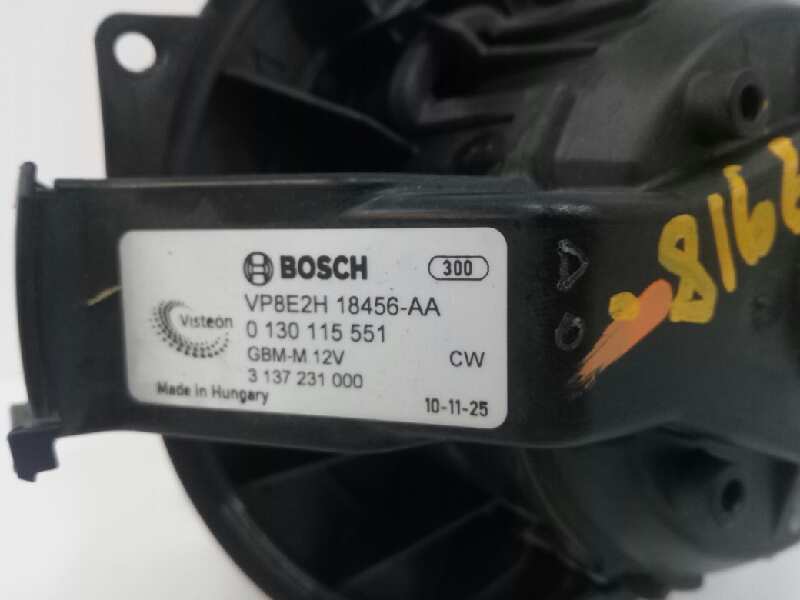 BOSCH 300
VP8E2H 18456-AA
Visteon
0 130 115 551
GBM-M 12V CW
3 137 231 000
Made in Hungary
10-11-25